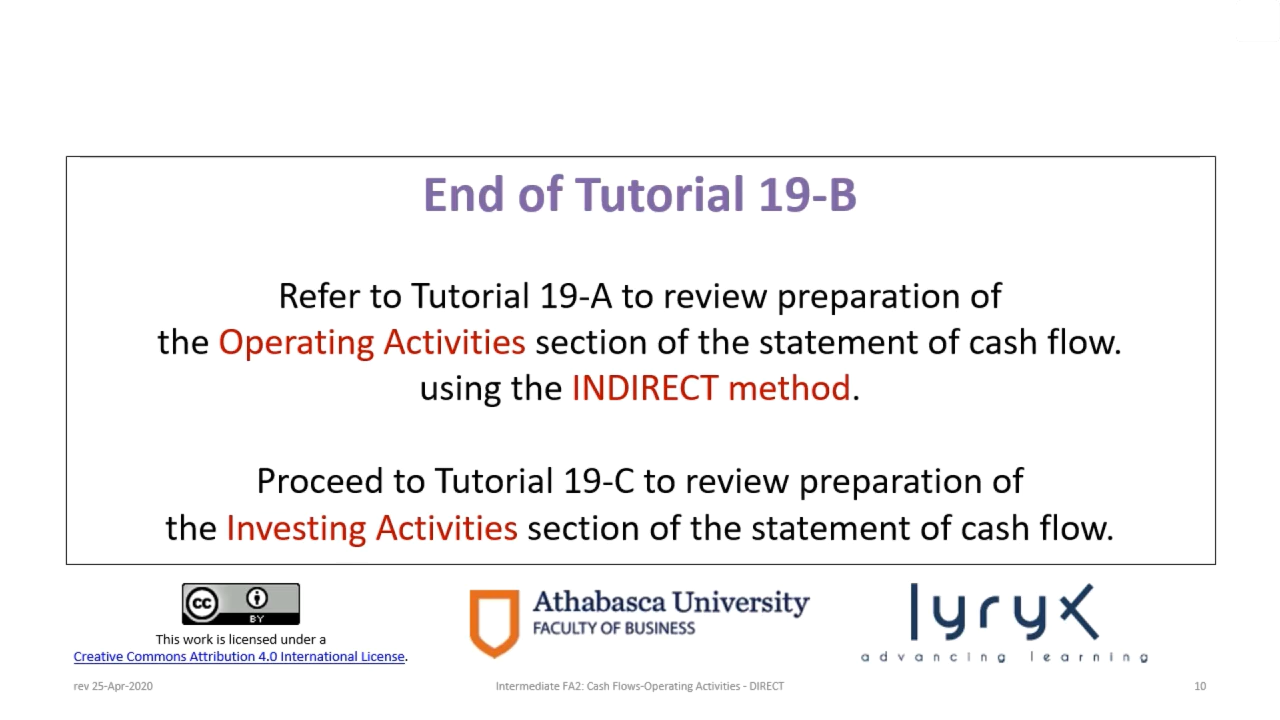 End of Tutorial 19-B
Refer to Tutorial 19-A to review preparation of
the Operating Activities section of the statement of cash flow.
using the INDIRECT method.
Proceed to Tutorial 19-C to review preparation of
the Investing Activities section of the statement of cash flow.
cc BY
This work is licensed under a
Creative Commons Attribution 4.0 International License.
Athabasca University
FACULTY OF BUSINESS
lyryx
advancing learning
rev 25-Apr-2020
Intermediate FA2: Cash Flows-Operating Activities - DIRECT
10